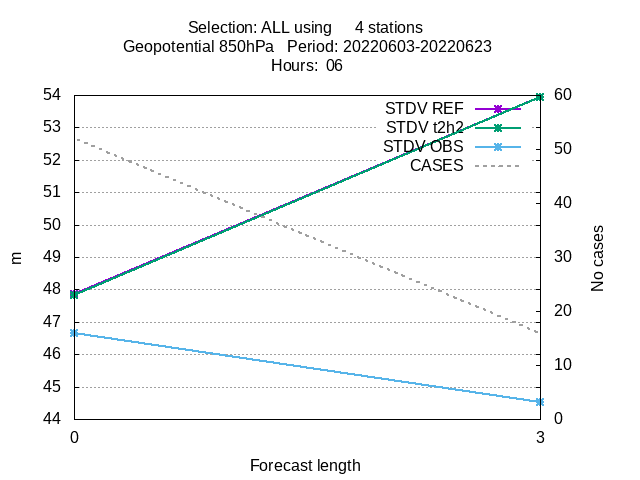 Selection: ALL using 4 stations
Geopotential 850hPa Period: 20220603-20220623
Hours: 06
54
53
52
51
50
49
48
47
46
45
44
m
STDV REF
STDV t2h2
STDV OBS
CASES
60
50
40
30
20
10
0
No cases
0
3
Forecast length